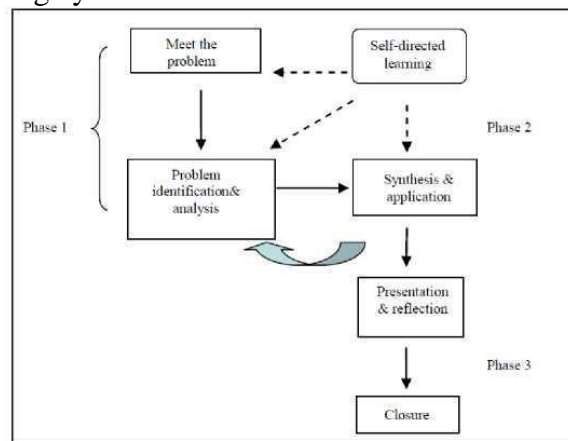 Meet the
problem
Self-directed
learning
Phase 1
Phase 2
Problem
identification&
analysis
Synthesis &
application
Presentation
& reflection
Phase 3
Closure